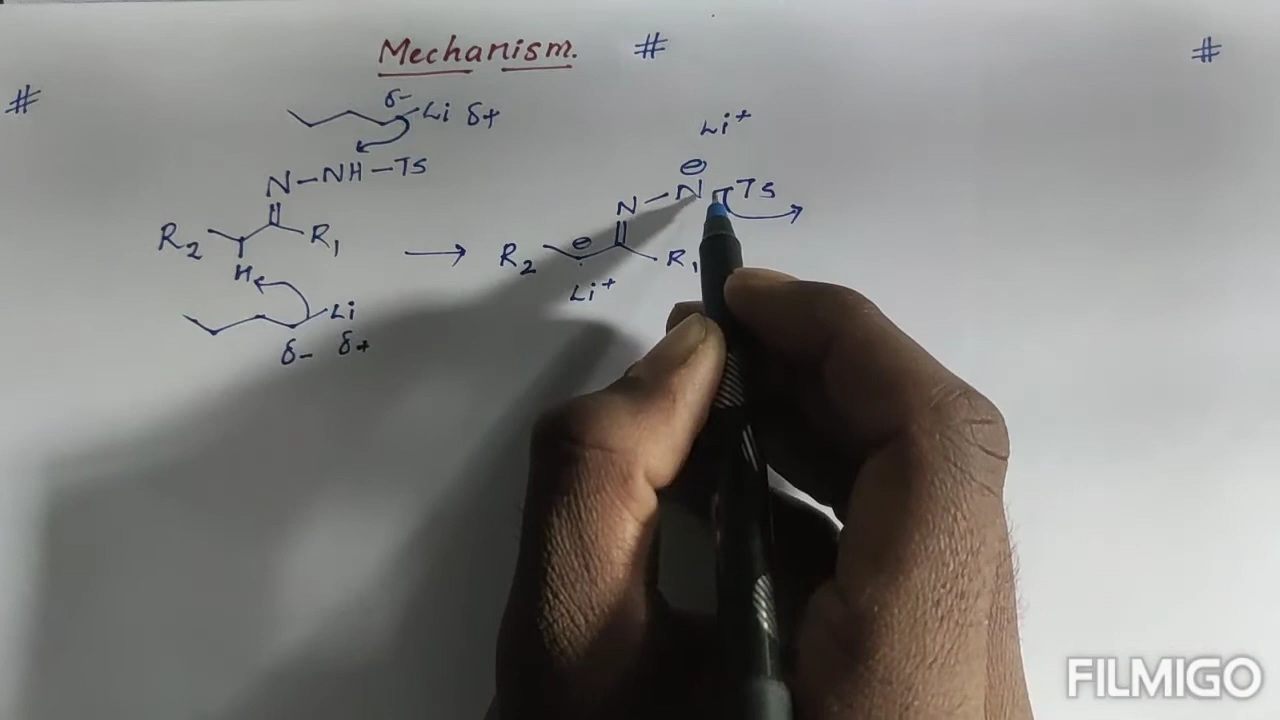 Mechanism. # #
#
δ- Li δ+
Li+
N-NH-TS
⊖
N-N-TS
R2 R1
H
→
R2 ⊖ R1
Li+
Li
δ- δ+
FILMIGO